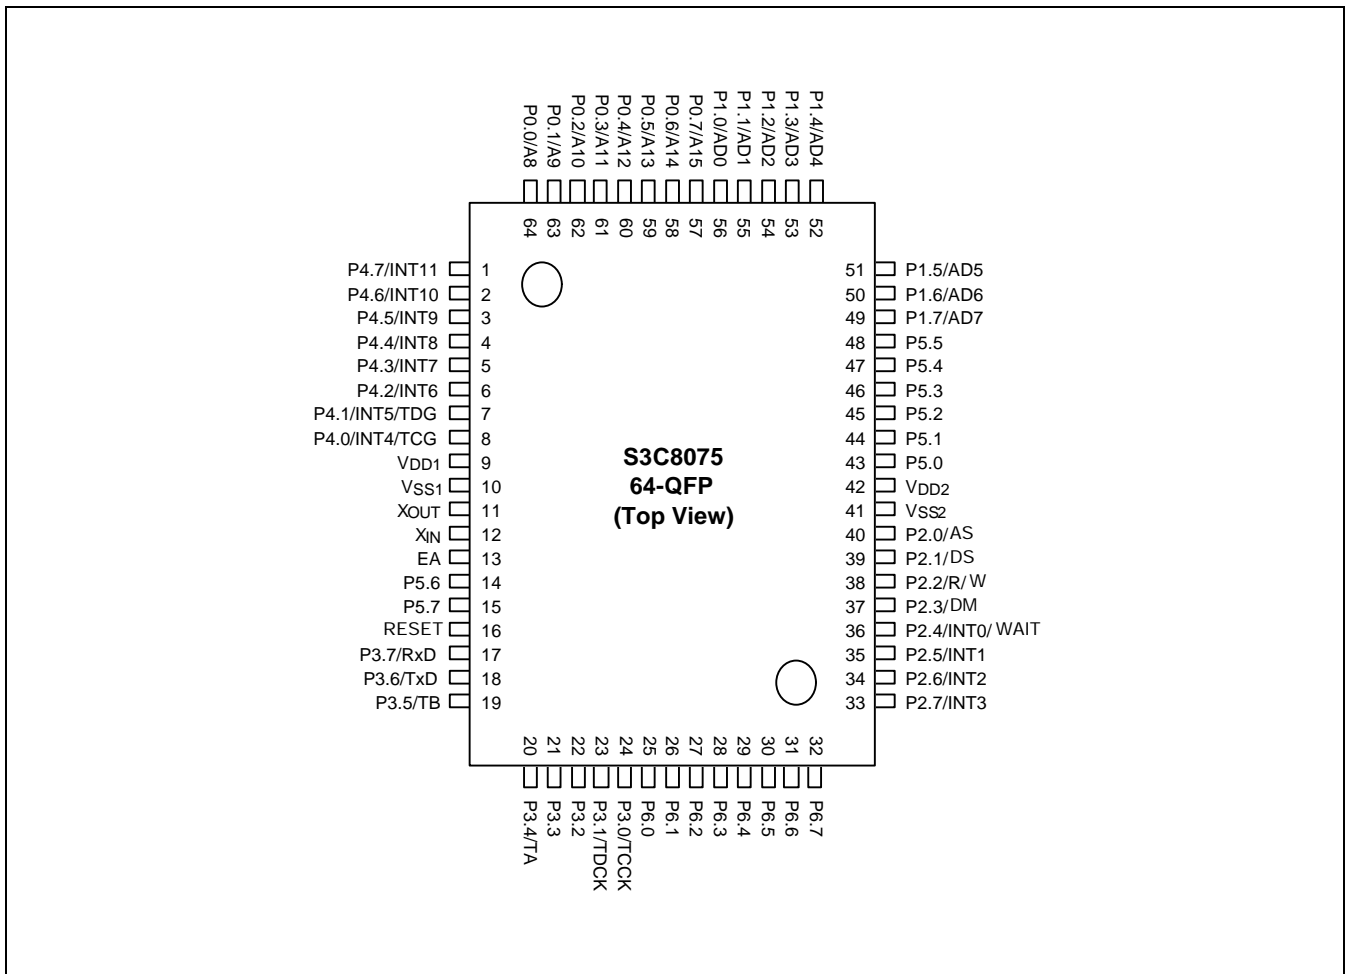 P0.0/A8
P0.1/A9
P0.2/A10
P0.3/A11
P0.4/A12
P0.5/A13
P0.6/A14
P0.7/A15
P1.0/AD0
P1.1/AD1
P1.2/AD2
P1.3/AD3
P1.4/AD4
64
63
62
61
60
59
58
57
56
55
54
53
52
P4.7/INT11 1
P4.6/INT10 2
P4.5/INT9 3
P4.4/INT8 4
P4.3/INT7 5
P4.2/INT6 6
P4.1/INT5/TDG 7
P4.0/INT4/TCG 8
VDD1 9
VSS1 10
XOUT 11
XIN 12
EA 13
P5.6 14
P5.7 15
RESET 16
P3.7/RxD 17
P3.6/TxD 18
P3.5/TB 19
S3C8075
64-QFP
(Top View)
51 P1.5/AD5
50 P1.6/AD6
49 P1.7/AD7
48 P5.5
47 P5.4
46 P5.3
45 P5.2
44 P5.1
43 P5.0
42 VDD2
41 VSS2
40 P2.0/AS
39 P2.1/DS
38 P2.2/R/W
37 P2.3/DM
36 P2.4/INT0/WAIT
35 P2.5/INT1
34 P2.6/INT2
33 P2.7/INT3
20
21
22
23
24
25
26
27
28
29
30
31
32
P3.4/TA
P3.3
P3.2
P3.1/TDCK
P3.0/TCCK
P6.0
P6.1
P6.2
P6.3
P6.4
P6.5
P6.6
P6.7